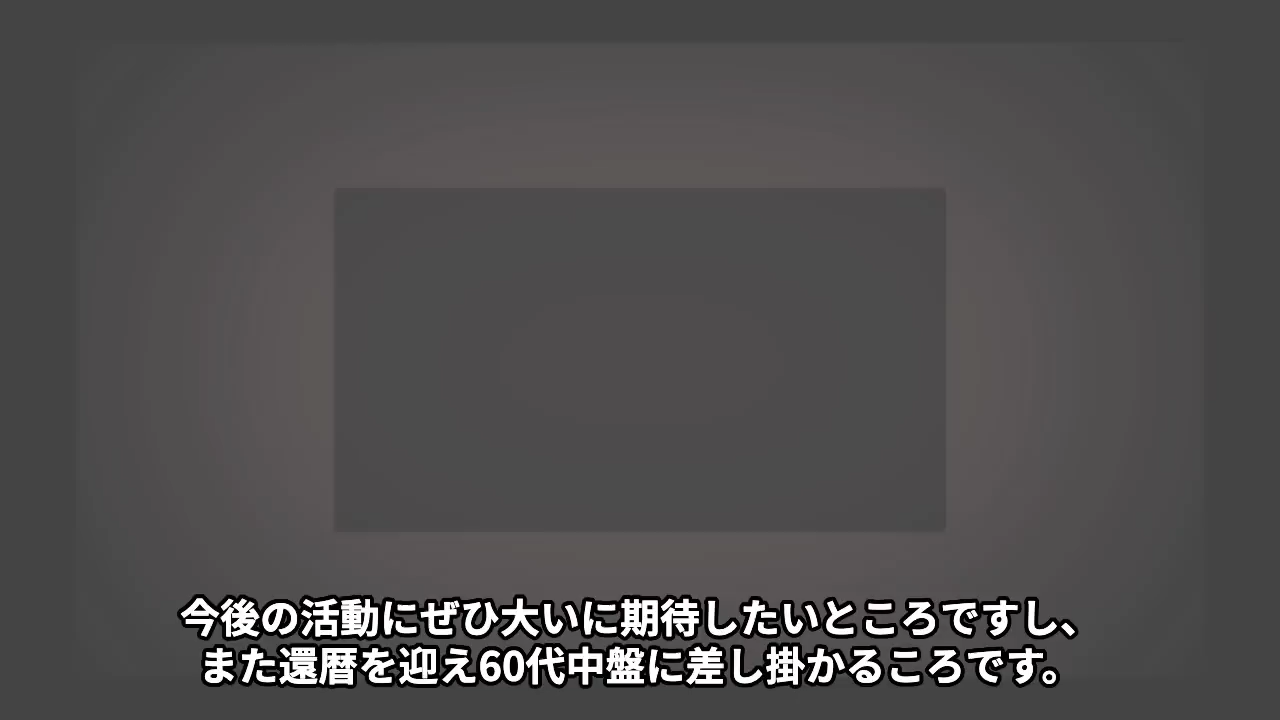 今後の活動にぜひ大いに期待したいところですし、
また還暦を迎え60代中盤に差し掛かるころです。